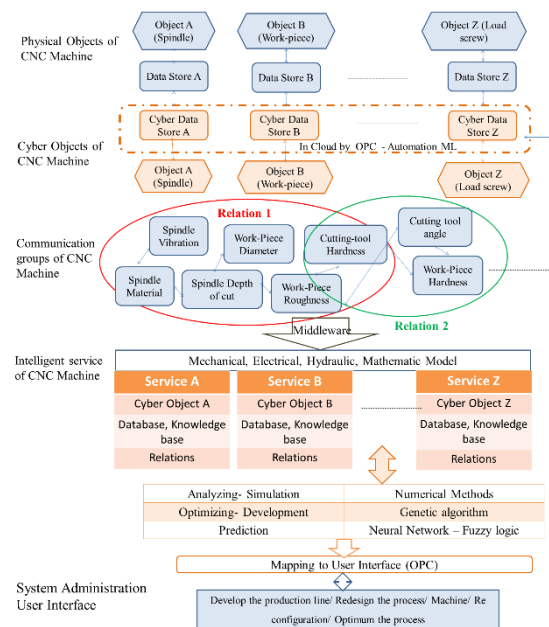 Physical Objects of
CNC Machine
Object A
(Spindle)
Object B
(Work-piece)
Object Z (Load
screw)
Data Store A
Data Store B
Data Store Z
Cyber Data
Store A
Cyber Data
Store B
Cyber Data
Store Z
In Cloud by OPC - Automation ML
Cyber Objects of
CNC Machine
Object A
(Spindle)
Object B
(Work-piece)
Object Z
(Load screw)
Relation 1
Communication
groups of CNC
Machine
Spindle
Vibration
Work-Piece
Diameter
Cutting-tool
Hardness
Cutting tool
angle
Spindle
Material
Spindle Depth
of cut
Work-Piece
Roughness
Work-Piece
Hardness
Relation 2
Middleware
Intelligent service
of CNC Machine
Mechanical, Electrical, Hydraulic, Mathematic Model
Service A
Service B
Service Z
Cyber Object A
Cyber Object B
Cyber Object Z
Database, Knowledge
base
Database, Knowledge
base
Database, Knowledge
base
Relations
Relations
Relations
Analyzing- Simulation
Numerical Methods
Optimizing- Development
Genetic algorithm
Prediction
Neural Network – Fuzzy logic
Mapping to User Interface (OPC)
System Administration
User Interface
Develop the production line/ Redesign the process/ Machine/ Re
configuration/ Optimum the process